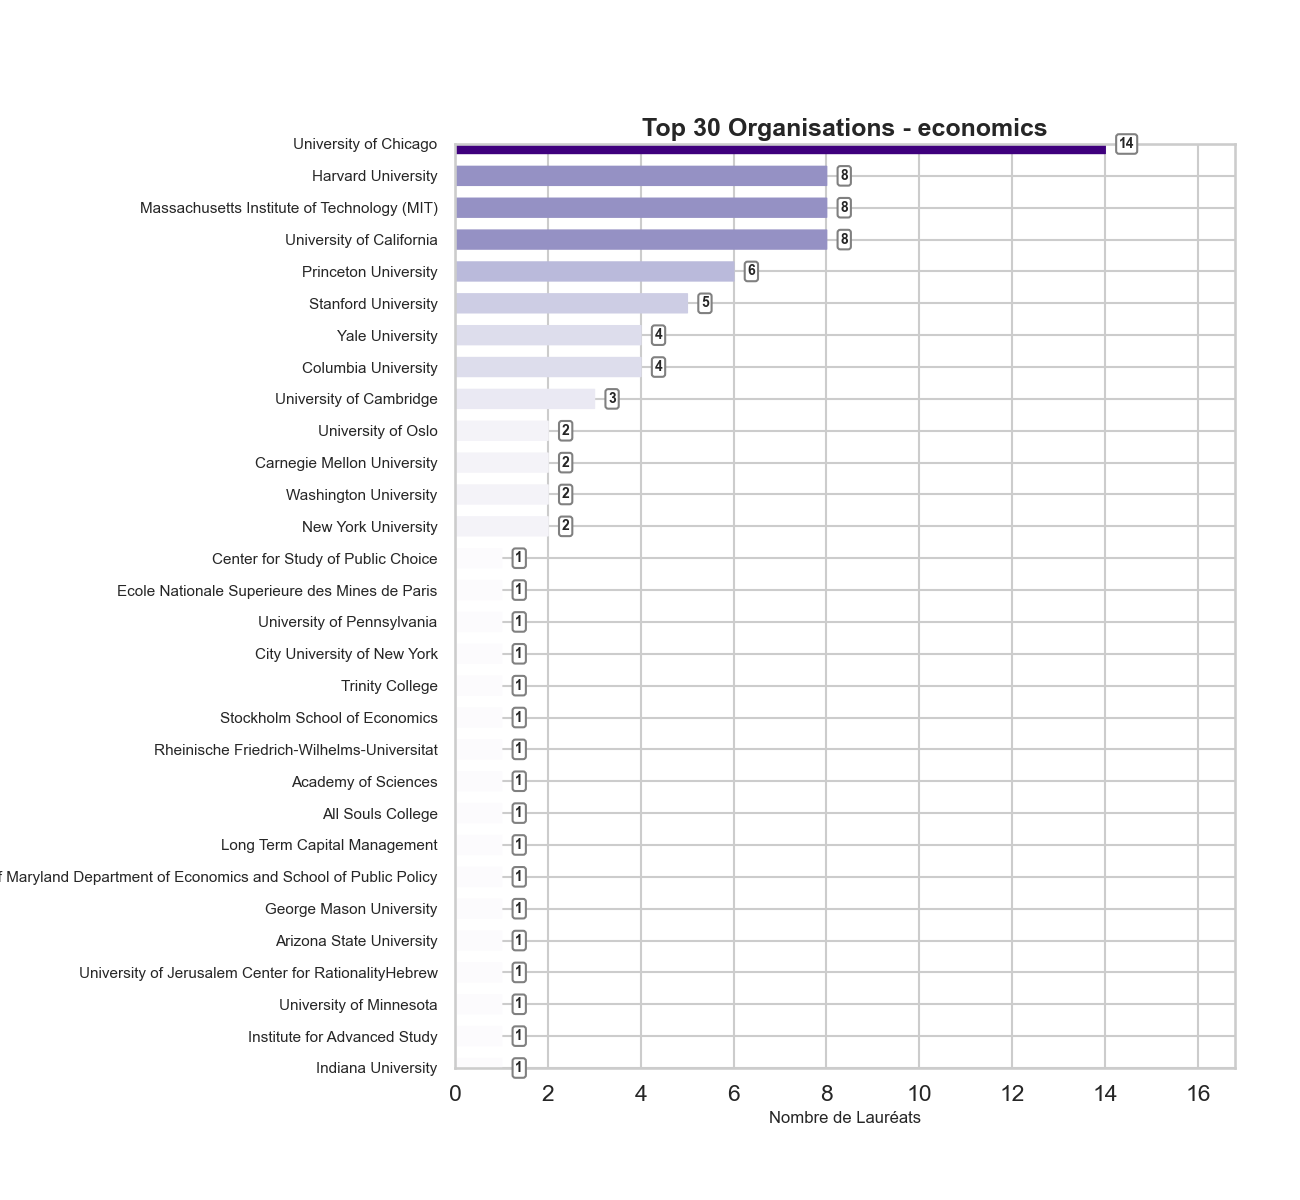 Top 30 Organisations - economics
University of Chicago 14
Harvard University 8
Massachusetts Institute of Technology (MIT) 8
University of California 8
Princeton University 6
Stanford University 5
Yale University 4
Columbia University 4
University of Cambridge 3
University of Oslo 2
Carnegie Mellon University 2
Washington University 2
New York University 2
Center for Study of Public Choice 1
Ecole Nationale Superieure des Mines de Paris 1
University of Pennsylvania 1
City University of New York 1
Trinity College 1
Stockholm School of Economics 1
Rheinische Friedrich-Wilhelms-Universitat 1
Academy of Sciences 1
All Souls College 1
Long Term Capital Management 1
f Maryland Department of Economics and School of Public Policy 1
George Mason University 1
Arizona State University 1
University of Jerusalem Center for RationalityHebrew 1
University of Minnesota 1
Institute for Advanced Study 1
Indiana University 1
0 2 4 6 8 10 12 14 16
Nombre de Lauréats